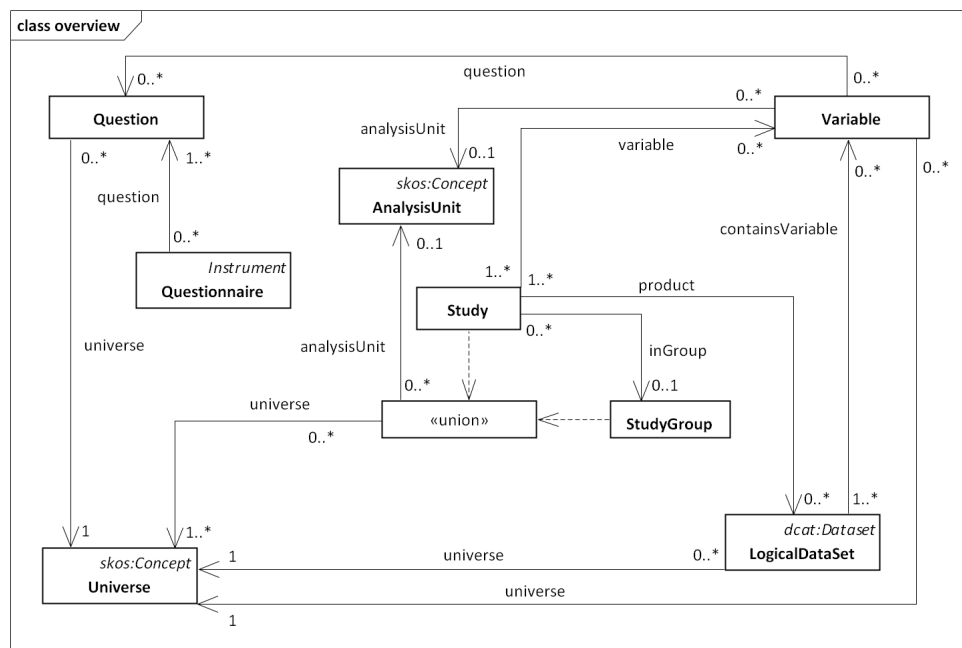 class overview
question
0..*
0..*
Question
Variable
0..*
analysisUnit
0..1
variable
0..*
0..*
1..*
0..*
0..*
question
skos:Concept
AnalysisUnit
0..1
containsVariable
0..*
Instrument
Questionnaire
1..*
1..*
product
Study
0..*
universe
analysisUnit
inGroup
0..*
0..1
universe
0..*
«union»
StudyGroup
0..*
1..*
1
1..*
dcat:Dataset
LogicalDataSet
skos:Concept
Universe
1
universe
0..*
universe
1